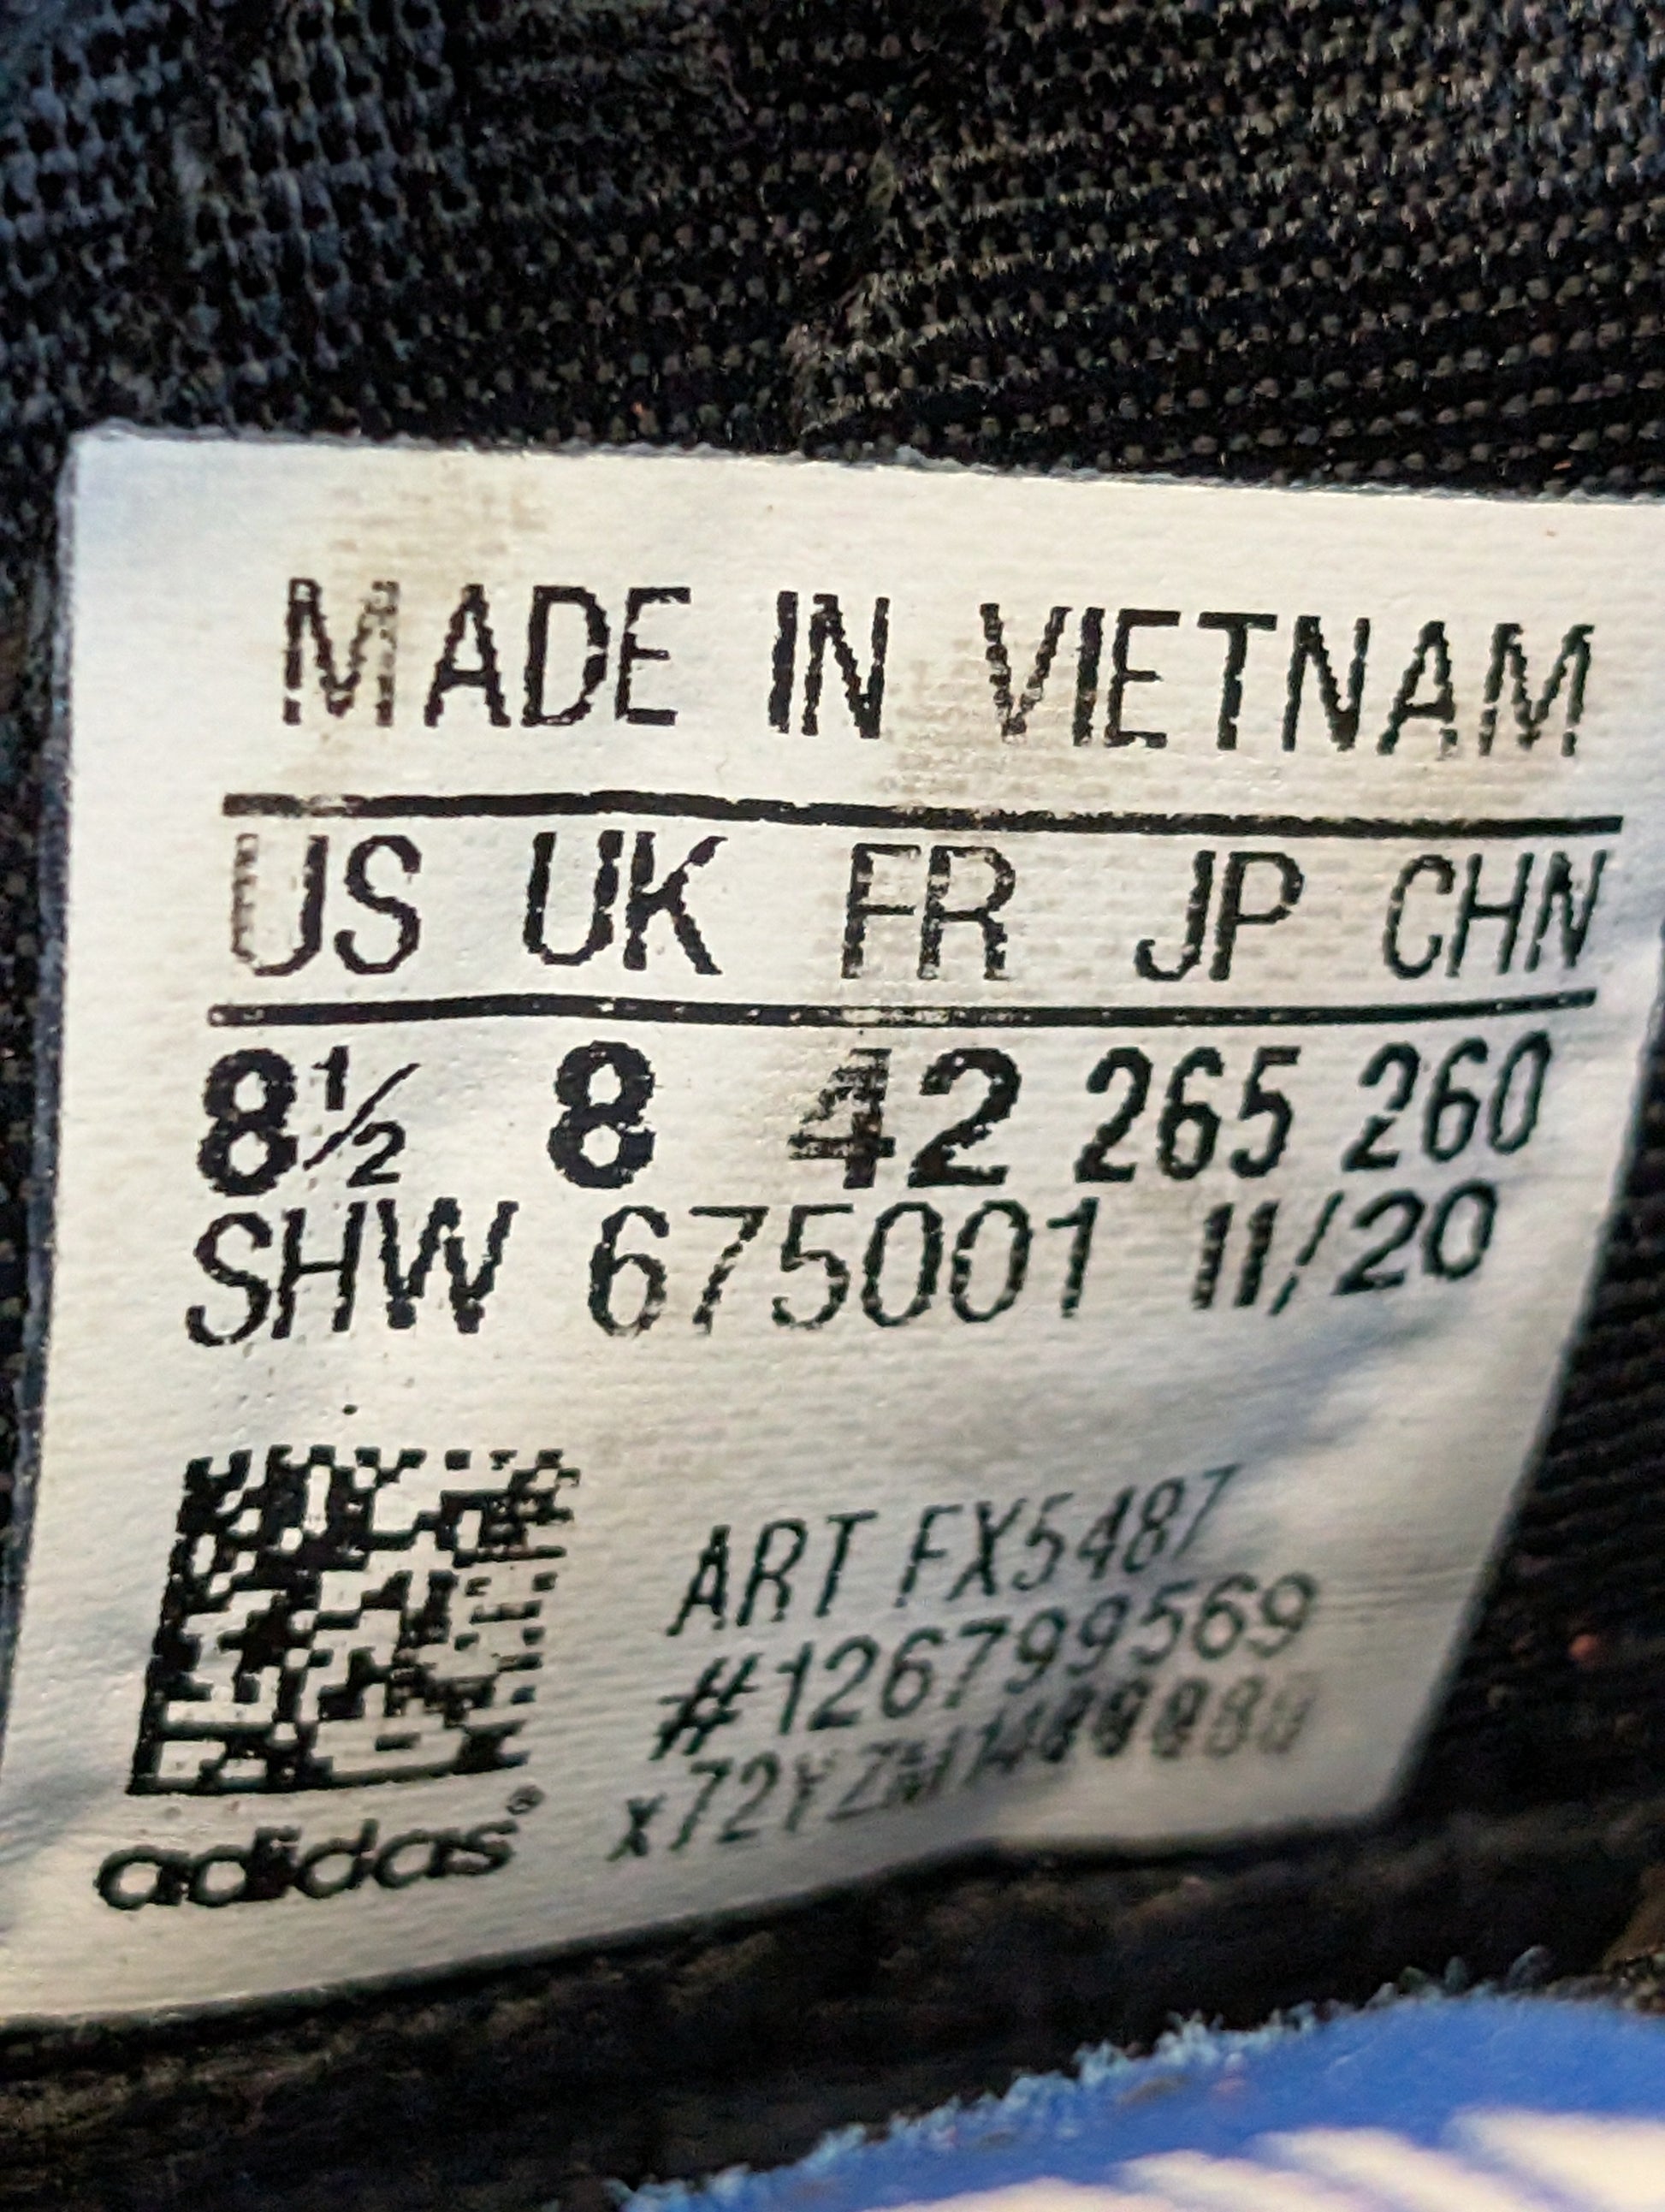 MADE IN VIETNAM
US UK FR JP CHN
8½ 8 42 265 260
SHW 675001 11/20
ART FX5487
#126799569
adidas®